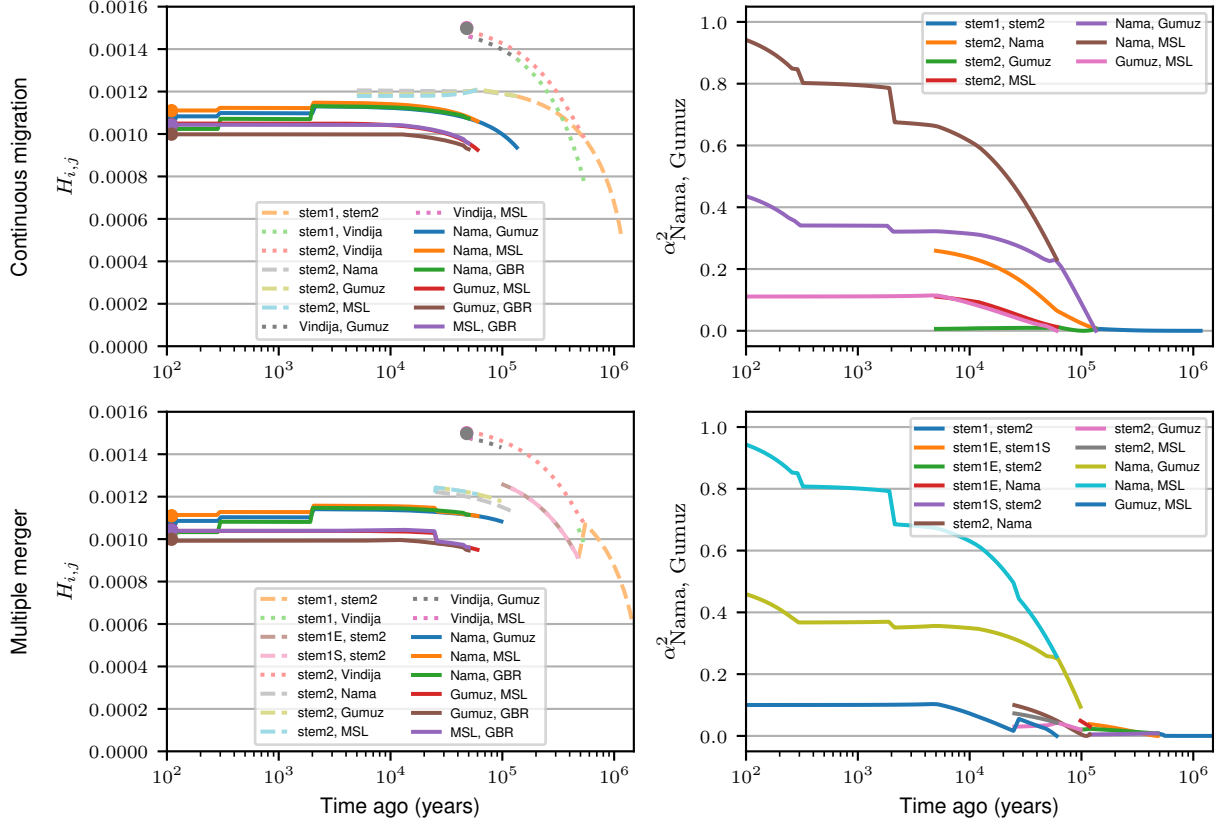 Continuous migration
H_{i,j}
0.0016
0.0014
0.0012
0.0010
0.0008
0.0006
0.0004
0.0002
0.0000
10^2
10^3
10^4
10^5
10^6
stem1, stem2
stem1, Vindija
stem2, Vindija
stem2, Nama
stem2, Gumuz
stem2, MSL
Vindija, Gumuz
Vindija, MSL
Nama, Gumuz
Nama, MSL
Nama, GBR
Gumuz, MSL
Gumuz, GBR
MSL, GBR
α^2_{Nama, Gumuz}
1.0
0.8
0.6
0.4
0.2
0.0
10^2
10^3
10^4
10^5
10^6
stem1, stem2
stem2, Nama
stem2, Gumuz
stem2, MSL
Nama, Gumuz
Nama, MSL
Gumuz, MSL
Multiple merger
H_{i,j}
0.0016
0.0014
0.0012
0.0010
0.0008
0.0006
0.0004
0.0002
0.0000
10^2
10^3
10^4
10^5
10^6
Time ago (years)
stem1, stem2
stem1, Vindija
stem1E, stem2
stem1S, stem2
stem2, Vindija
stem2, Nama
stem2, Gumuz
stem2, MSL
Vindija, Gumuz
Vindija, MSL
Nama, Gumuz
Nama, MSL
Nama, GBR
Gumuz, MSL
Gumuz, GBR
MSL, GBR
α^2_{Nama, Gumuz}
1.0
0.8
0.6
0.4
0.2
0.0
10^2
10^3
10^4
10^5
10^6
Time ago (years)
stem1, stem2
stem1E, stem1S
stem1E, stem2
stem1E, Nama
stem1S, stem2
stem2, Nama
stem2, Gumuz
stem2, MSL
Nama, Gumuz
Nama, MSL
Gumuz, MSL